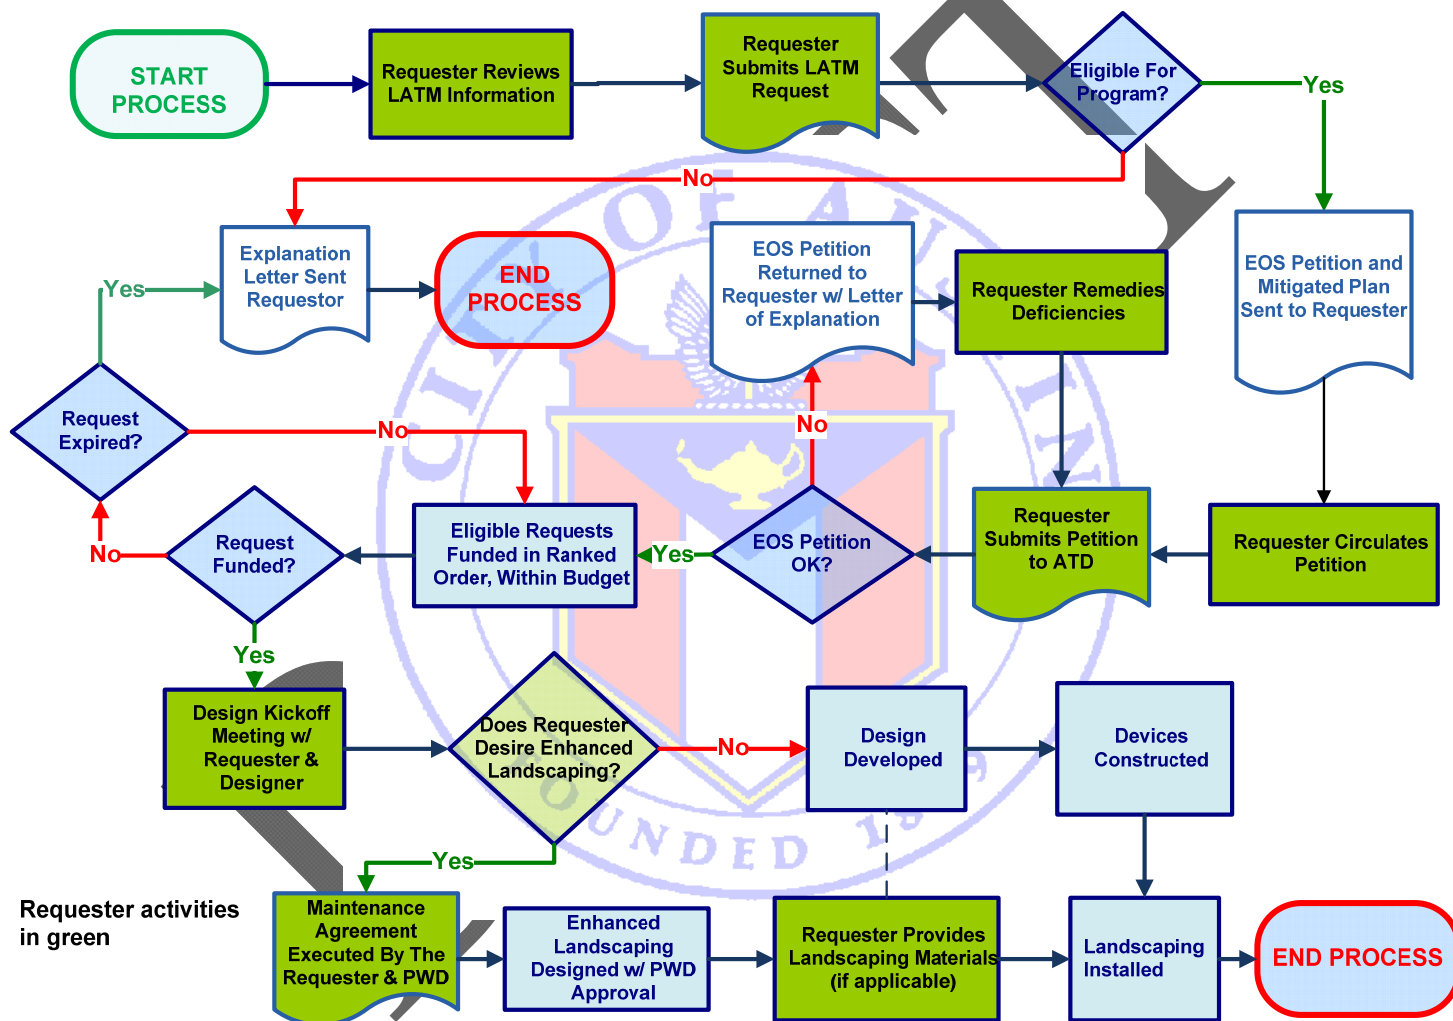 START
PROCESS
Requester Reviews
LATM Information
Requester
Submits LATM
Request
Eligible For
Program?
Yes
No
Explanation
Letter Sent
Requestor
END
PROCESS
EOS Petition
Returned to
Requester w/ Letter
of Explanation
Requester Remedies
Deficiencies
EOS Petition and
Mitigated Plan
Sent to Requester
Yes
Request
Expired?
No
No
Request
Funded?
No
Eligible Requests
Funded in Ranked
Order, Within Budget
Yes
EOS Petition
OK?
Requester
Submits Petition
to ATD
Requester Circulates
Petition
Yes
Design Kickoff
Meeting w/
Requester &
Designer
Does Requester
Desire Enhanced
Landscaping?
No
Design
Developed
Devices
Constructed
Yes
Requester activities
in green
Maintenance
Agreement
Executed By The
Requester & PWD
Enhanced
Landscaping
Designed w/ PWD
Approval
Requester Provides
Landscaping Materials
(if applicable)
Landscaping
Installed
END PROCESS
CITY OF AUSTIN
FOUNDED